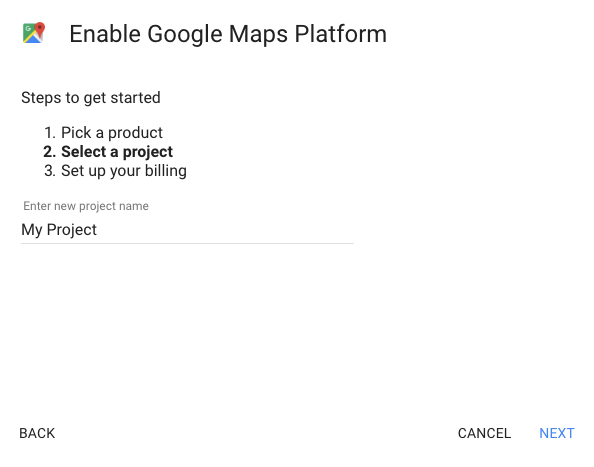 Enable Google Maps Platform
Steps to get started
1. Pick a product
2. Select a project
3. Set up your billing
Enter new project name
My Project
BACK CANCEL NEXT